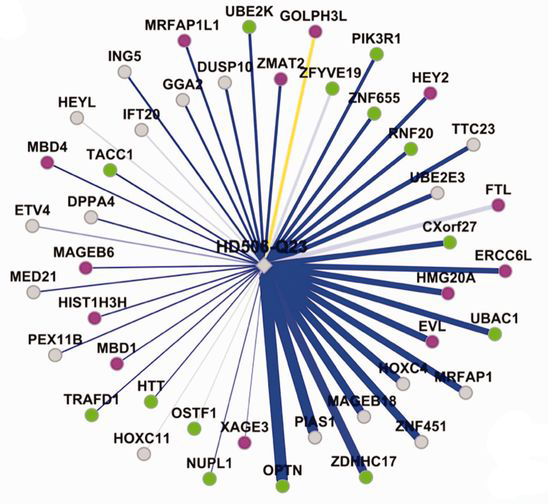 UBE2K
GOLPH3L
MRFAP1L1
PIK3R1
ING5
DUSP10
ZMAT2
ZFYVE19
GGA2
HEY2
HEYL
IFT20
ZNF655
RNF20
TTC23
MBD4
TACC1
UBE2E3
FTL
ETV4
DPPA4
CXorf27
HD506-Q23
MAGEB6
ERCC6L
MED21
HMG20A
HIST1H3H
UBAC1
PEX11B
MBD1
EVL
HOXC4
MRFAP1
TRAFD1
HTT
MAGEB18
OSTF1
XAGE3
PIAS1
ZNF451
HOXC11
NUPL1
OPTN
ZDHHC17